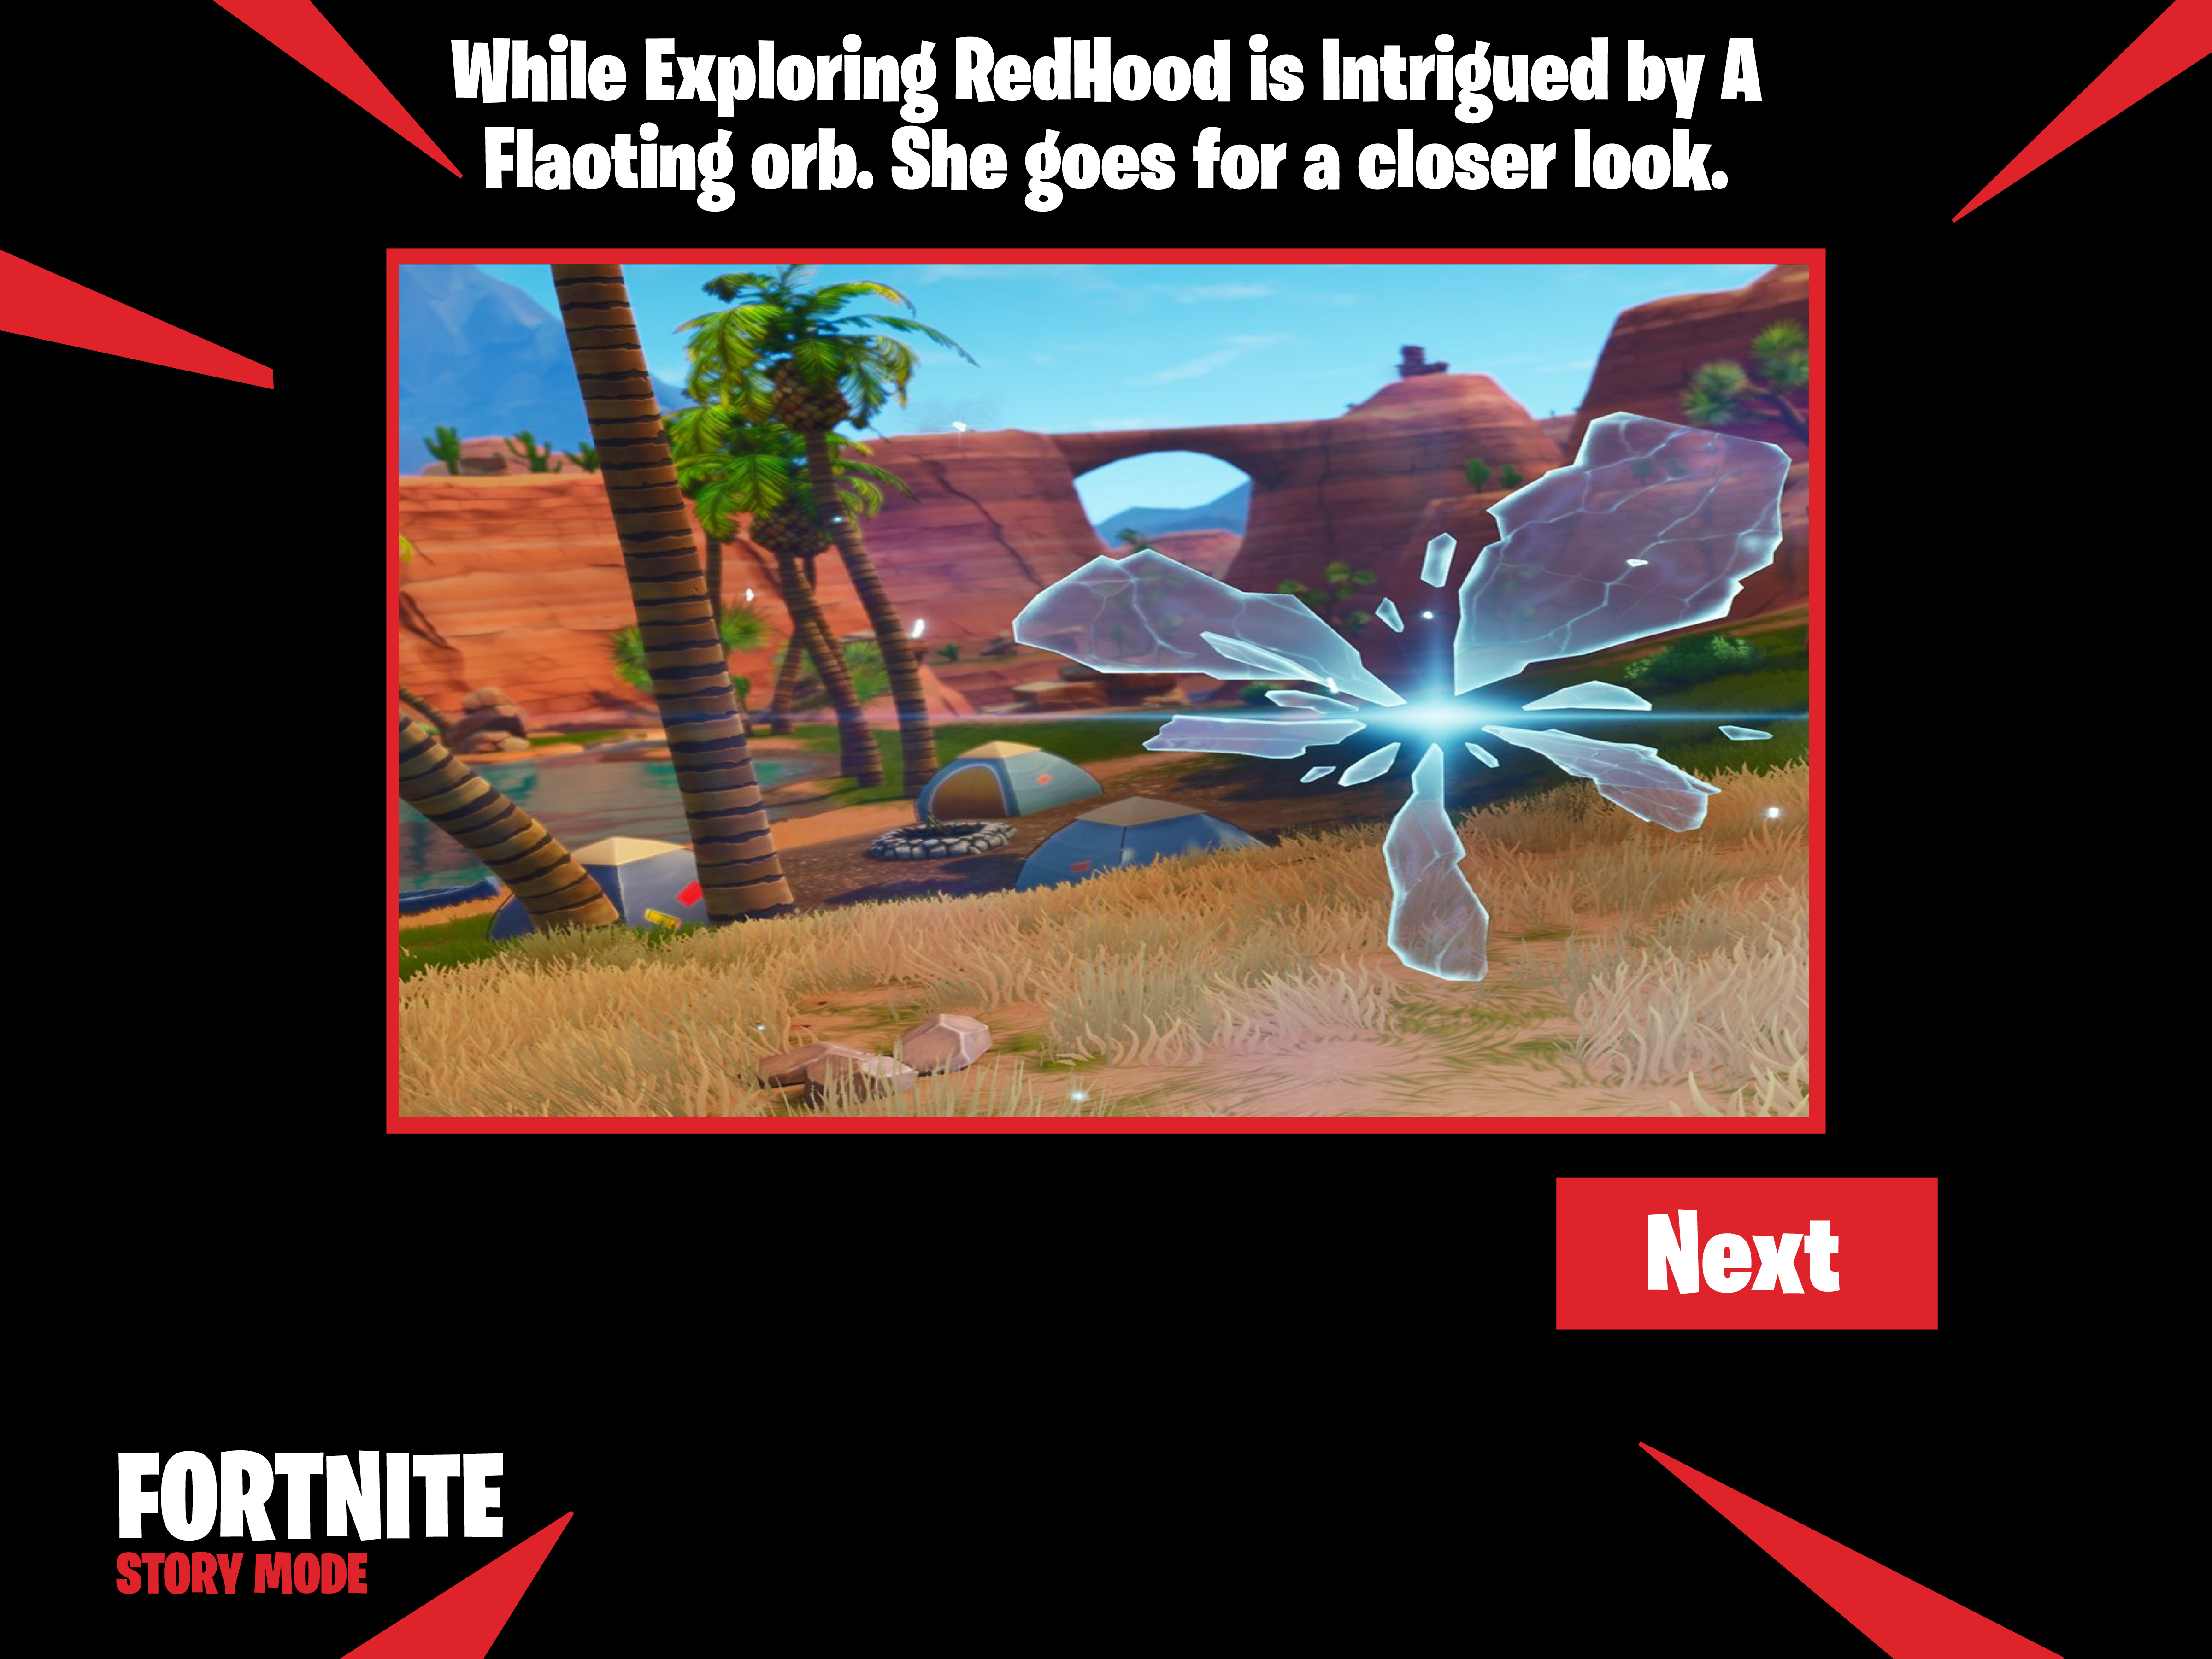 While Exploring RedHood is Intrigued by A
Flaoting orb. She goes for a closer look.
Next
FORTNITE
STORY MODE